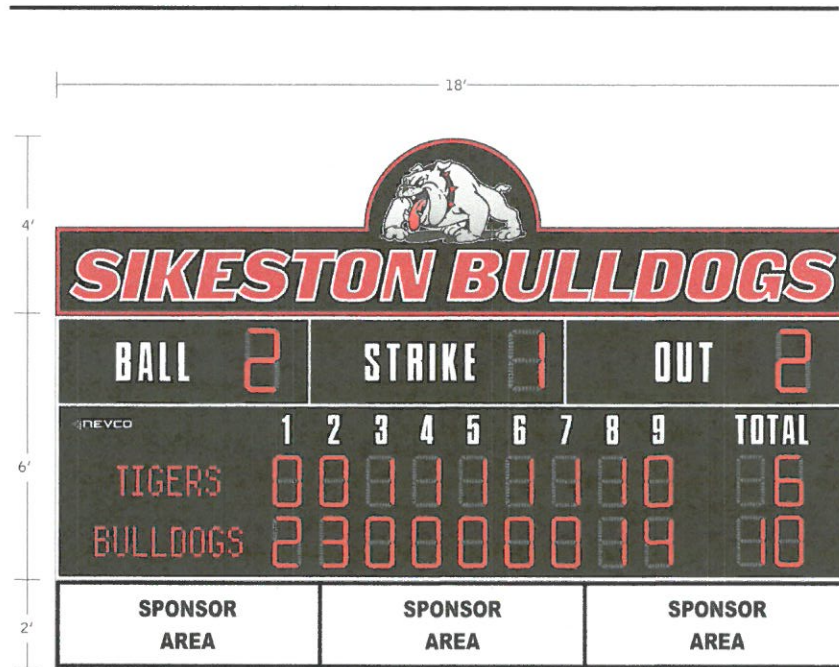 18'
4'
SIKESTON BULLDOGS
BALL 2 STRIKE 1 OUT 2
NEVCO 1 2 3 4 5 6 7 8 9 TOTAL
6'
TIGERS 0 0 1 1 1 1 1 1 0 6
BULLDOGS 2 3 0 0 0 0 0 1 4 10
2'
SPONSOR AREA SPONSOR AREA SPONSOR AREA